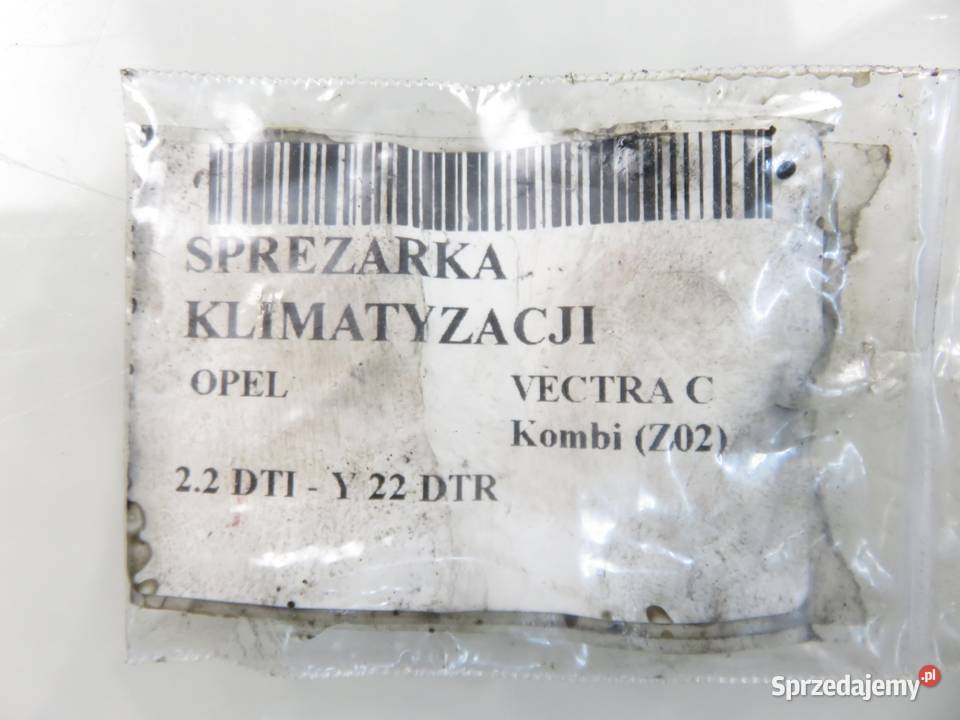 SPREZARKA
KLIMATYZACJI
OPEL VECTRA C
Kombi (Z02)
2.2 DTI - Y 22 DTR
Sprzedajemy.pl